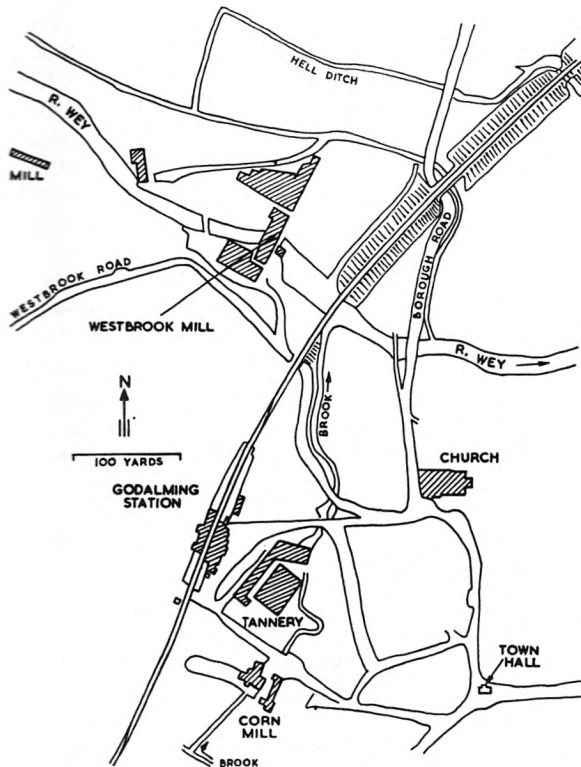 HELL DITCH
R. WEY
MILL
WESTBROOK ROAD
WESTBROOK MILL
BOROUGH ROAD
R. WEY
N
100 YARDS
BROOK
CHURCH
GODALMING
STATION
TANNERY
TOWN
HALL
CORN
MILL
BROOK